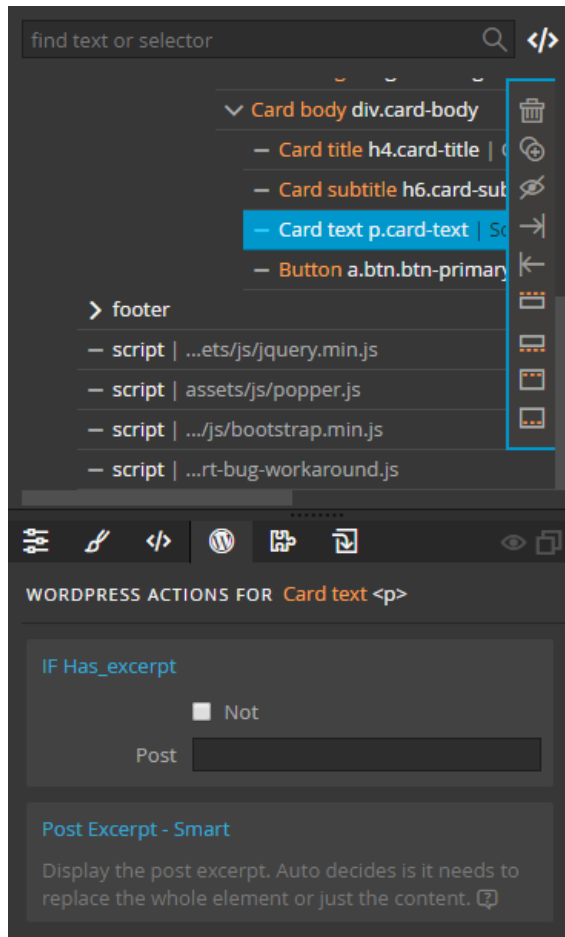 find text or selector
Card body div.card-body
Card title h4.card-title |
Card subtitle h6.card-sub
Card text p.card-text | Sc
Button a.btn.btn-primary
footer
script | ...ets/js/jquery.min.js
script | assets/js/popper.js
script | .../js/bootstrap.min.js
script | ...rt-bug-workaround.js
WORDPRESS ACTIONS FOR Card text <p>
IF Has_excerpt
Not
Post
Post Excerpt - Smart
Display the post excerpt. Auto decides is it needs to
replace the whole element or just the content.